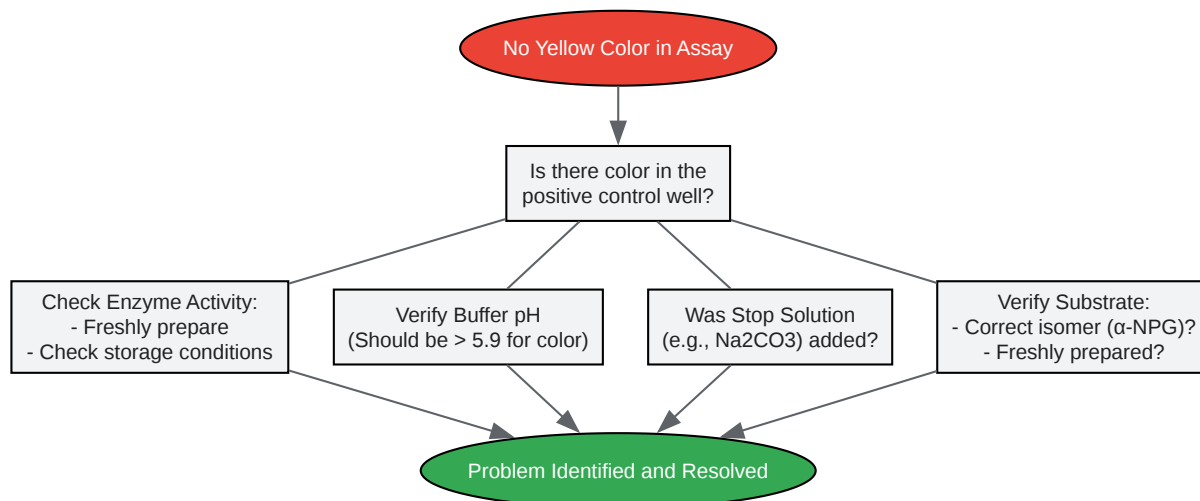 No Yellow Color in Assay
Is there color in the
positive control well?
Check Enzyme Activity:
- Freshly prepare
- Check storage conditions
Verify Buffer pH
(Should be > 5.9 for color)
Was Stop Solution
(e.g., Na2CO3) added?
Verify Substrate:
- Correct isomer (α-NPG)?
- Freshly prepared?
Problem Identified and Resolved